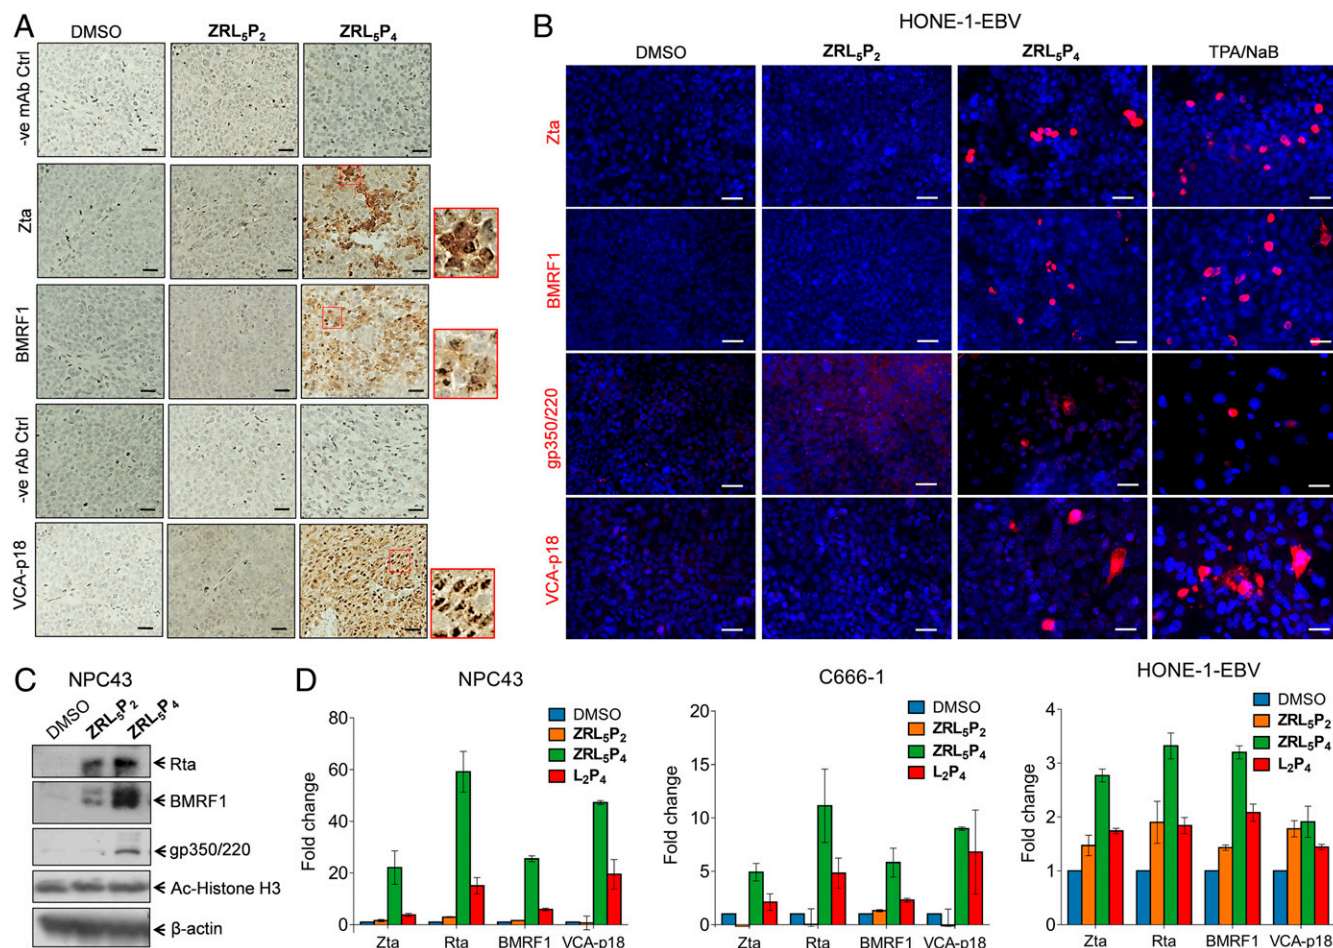 A
DMSO ZRL₅P₂ ZRL₅P₄
-ve mAb Ctrl
Zta
BMRF1
-ve rAb Ctrl
VCA-p18
B
HONE-1-EBV
DMSO ZRL₅P₂ ZRL₅P₄ TPA/NaB
Zta
BMRF1
gp350/220
VCA-p18
C
NPC43
DMSO ZRL₅P₂ ZRL₅P₄
Rta
BMRF1
gp350/220
Ac-Histone H3
β-actin
D
NPC43
DMSO
ZRL₅P₂
ZRL₅P₄
L₂P₄
Fold change
80
60
40
20
0
Zta Rta BMRF1 VCA-p18
C666-1
DMSO
ZRL₅P₂
ZRL₅P₄
L₂P₄
Fold change
20
15
10
5
0
Zta Rta BMRF1 VCA-p18
HONE-1-EBV
DMSO
ZRL₅P₂
ZRL₅P₄
L₂P₄
Fold change
4
3
2
1
0
Zta Rta BMRF1 VCA-p18